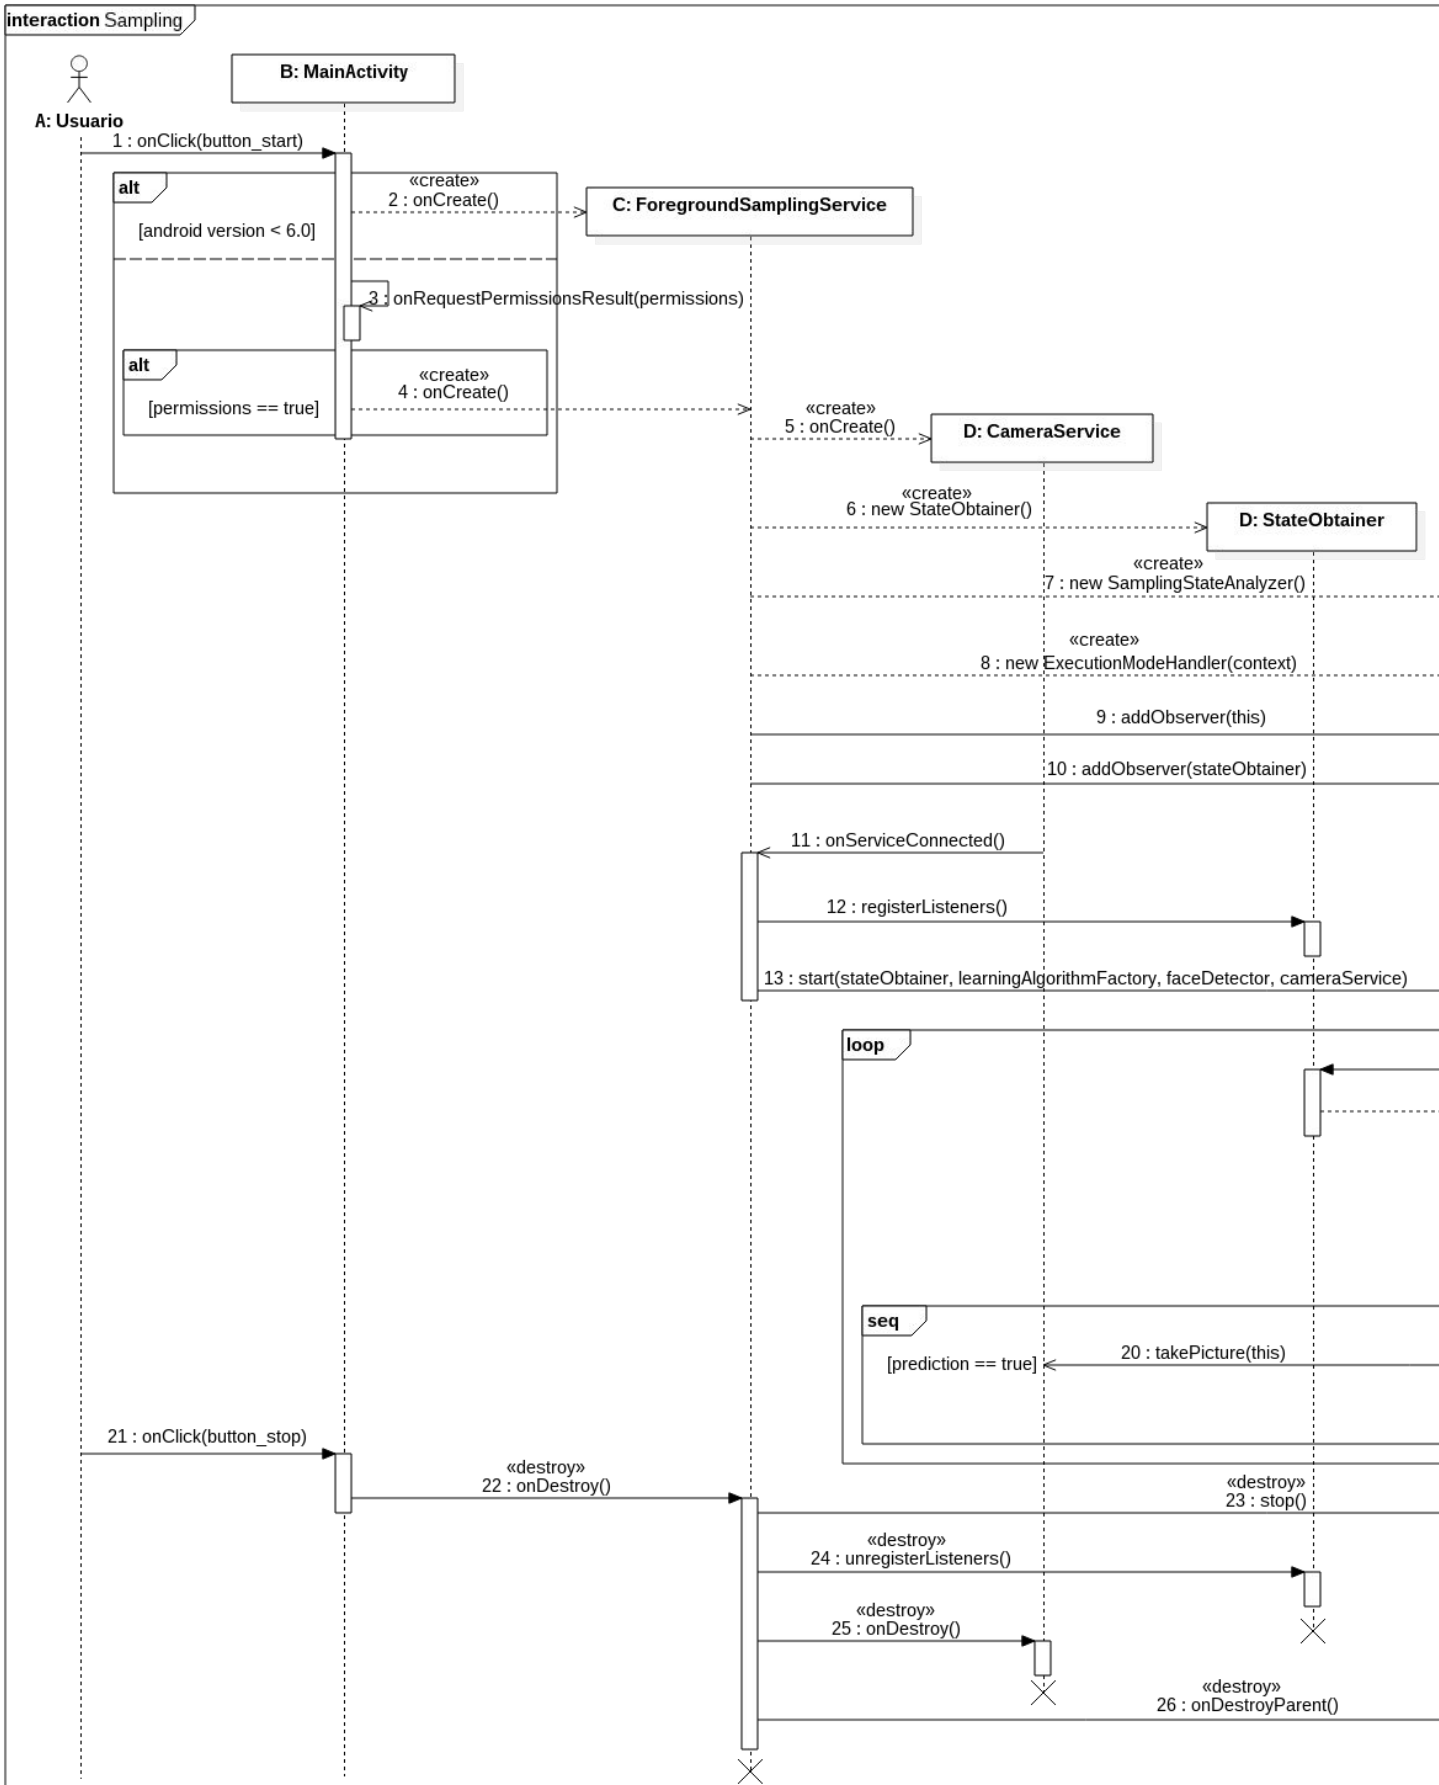 interaction Sampling
B: MainActivity
A: Usuario
1 : onClick(button_start)
alt
«create»
2 : onCreate()
C: ForegroundSamplingService
[android version < 6.0]
3 : onRequestPermissionsResult(permissions)
alt
«create»
4 : onCreate()
[permissions == true]
«create»
5 : onCreate()
D: CameraService
«create»
6 : new StateObtainer()
D: StateObtainer
«create»
7 : new SamplingStateAnalyzer()
«create»
8 : new ExecutionModeHandler(context)
9 : addObserver(this)
10 : addObserver(stateObtainer)
11 : onServiceConnected()
12 : registerListeners()
13 : start(stateObtainer, learningAlgorithmFactory, faceDetector, cameraService)
loop
seq
[prediction == true]
20 : takePicture(this)
21 : onClick(button_stop)
«destroy»
22 : onDestroy()
«destroy»
23 : stop()
«destroy»
24 : unregisterListeners()
«destroy»
25 : onDestroy()
«destroy»
26 : onDestroyParent()